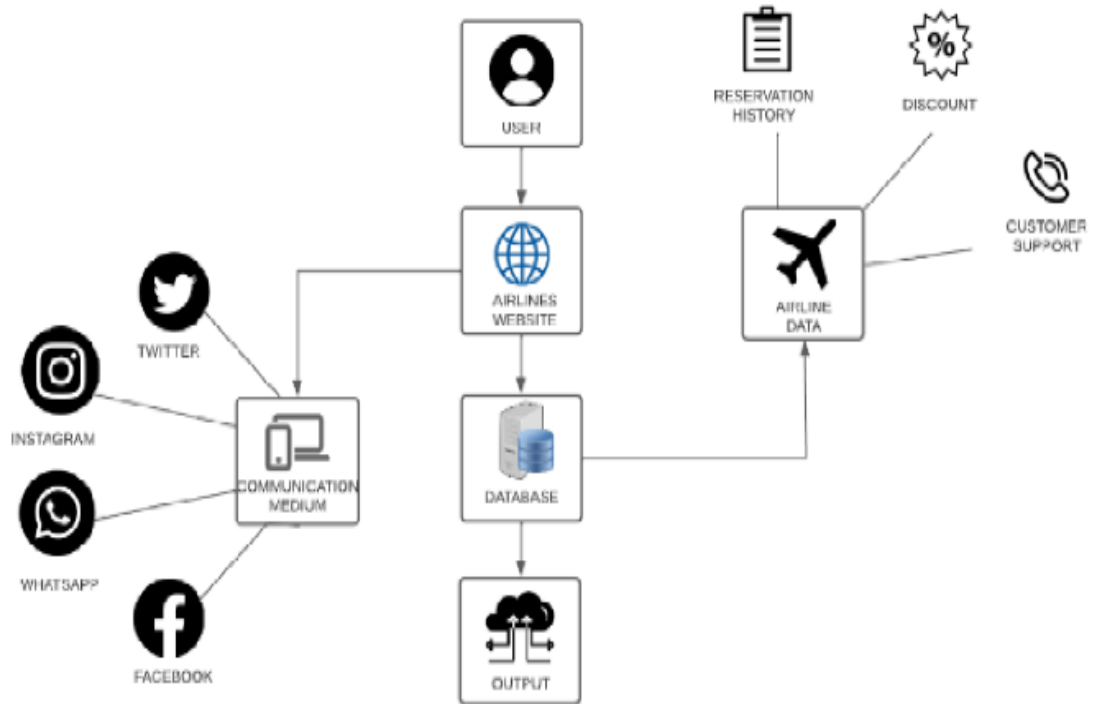 USER
RESERVATION
HISTORY
%
DISCOUNT
CUSTOMER
SUPPORT
AIRLINES
WEBSITE
AIRLINE
DATA
TWITTER
INSTAGRAM
COMMUNICATION
MEDIUM
DATABASE
WHATSAPP
FACEBOOK
OUTPUT